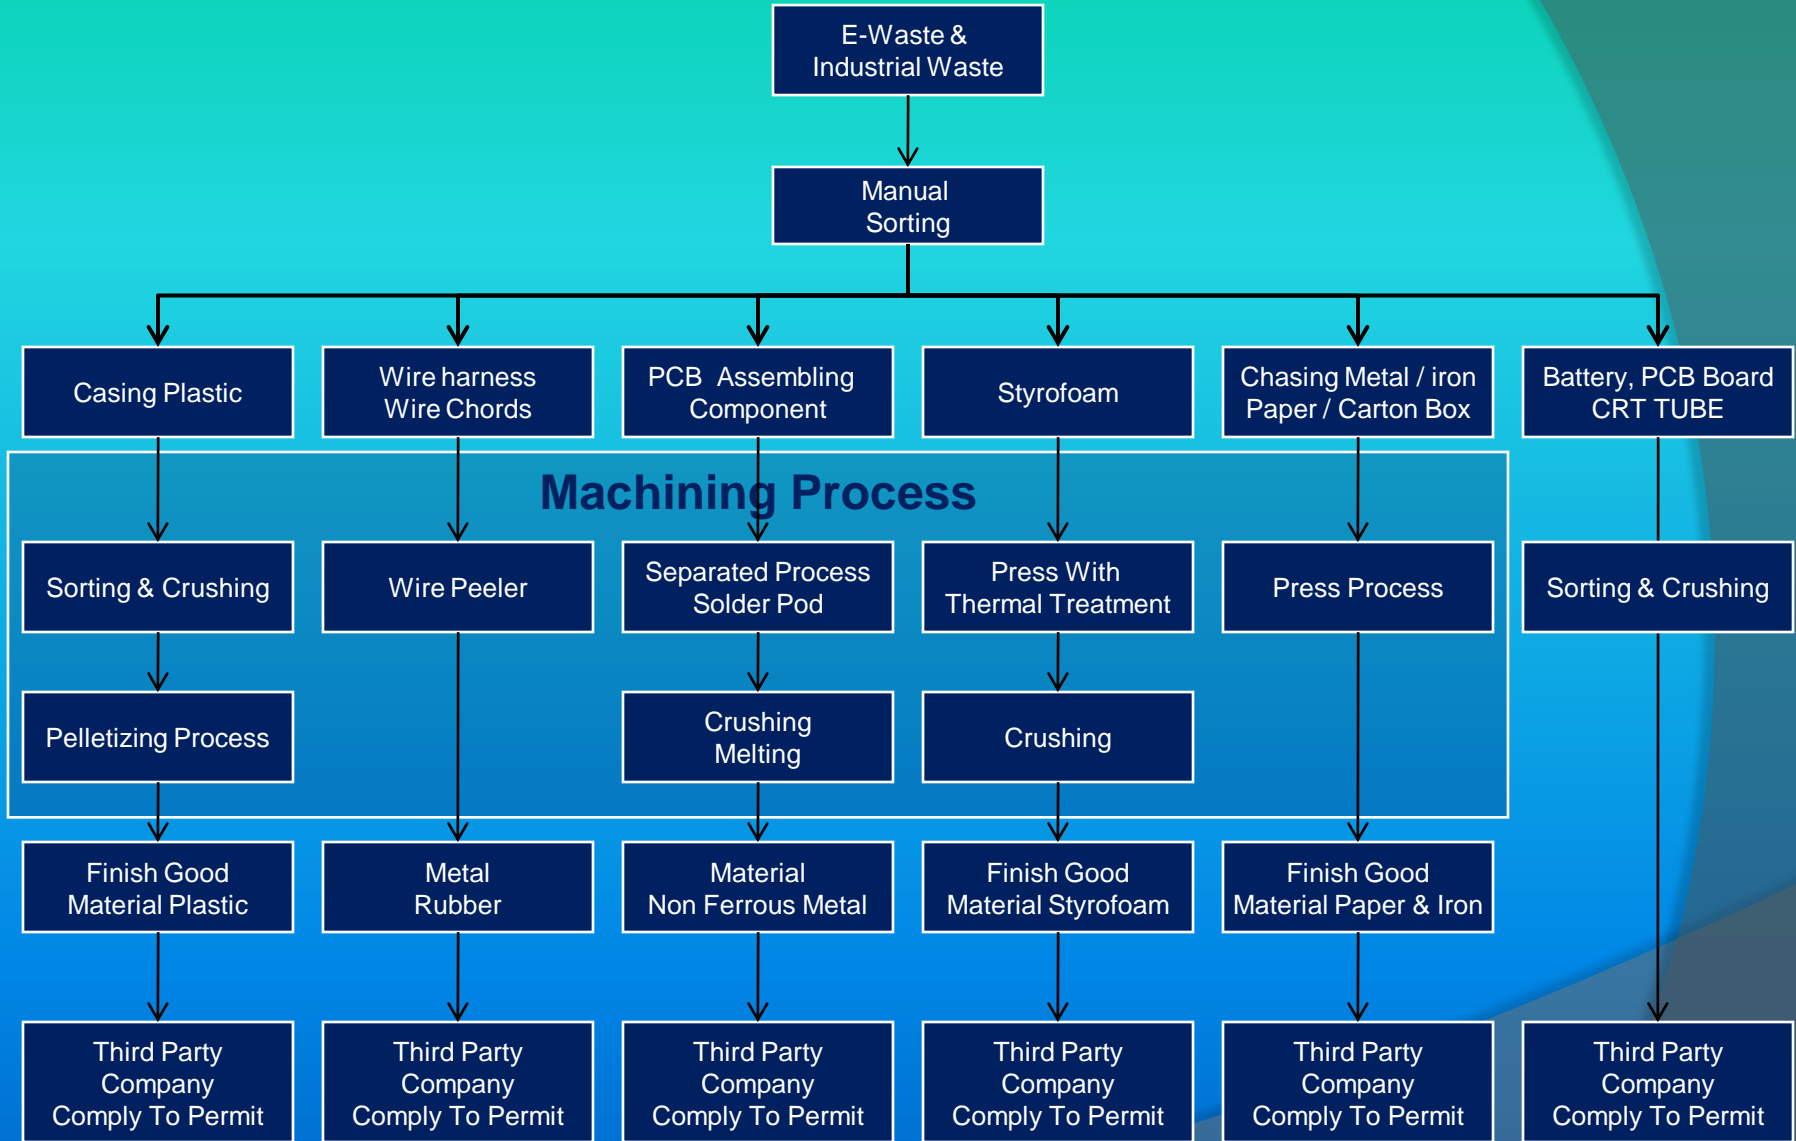 E-Waste &
Industrial Waste
Manual
Sorting
Casing Plastic
Wire harness
Wire Chords
PCB Assembling
Component
Styrofoam
Chasing Metal / iron
Paper / Carton Box
Battery, PCB Board
CRT TUBE
Machining Process
Sorting & Crushing
Wire Peeler
Separated Process
Solder Pod
Press With
Thermal Treatment
Press Process
Sorting & Crushing
Pelletizing Process
Crushing
Melting
Crushing
Finish Good
Material Plastic
Metal
Rubber
Material
Non Ferrous Metal
Finish Good
Material Styrofoam
Finish Good
Material Paper & Iron
Third Party
Company
Comply To Permit
Third Party
Company
Comply To Permit
Third Party
Company
Comply To Permit
Third Party
Company
Comply To Permit
Third Party
Company
Comply To Permit
Third Party
Company
Comply To Permit